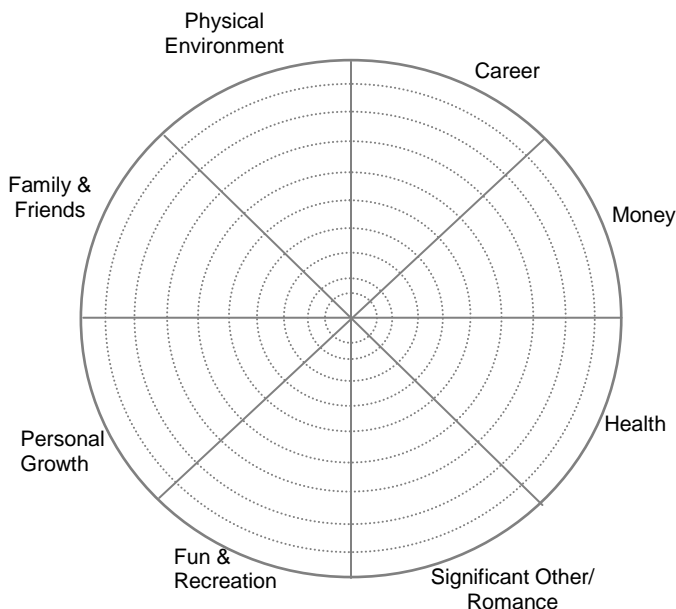 Physical
Environment
Career
Family &
Friends
Money
Personal
Growth
Health
Fun &
Recreation
Significant Other/
Romance